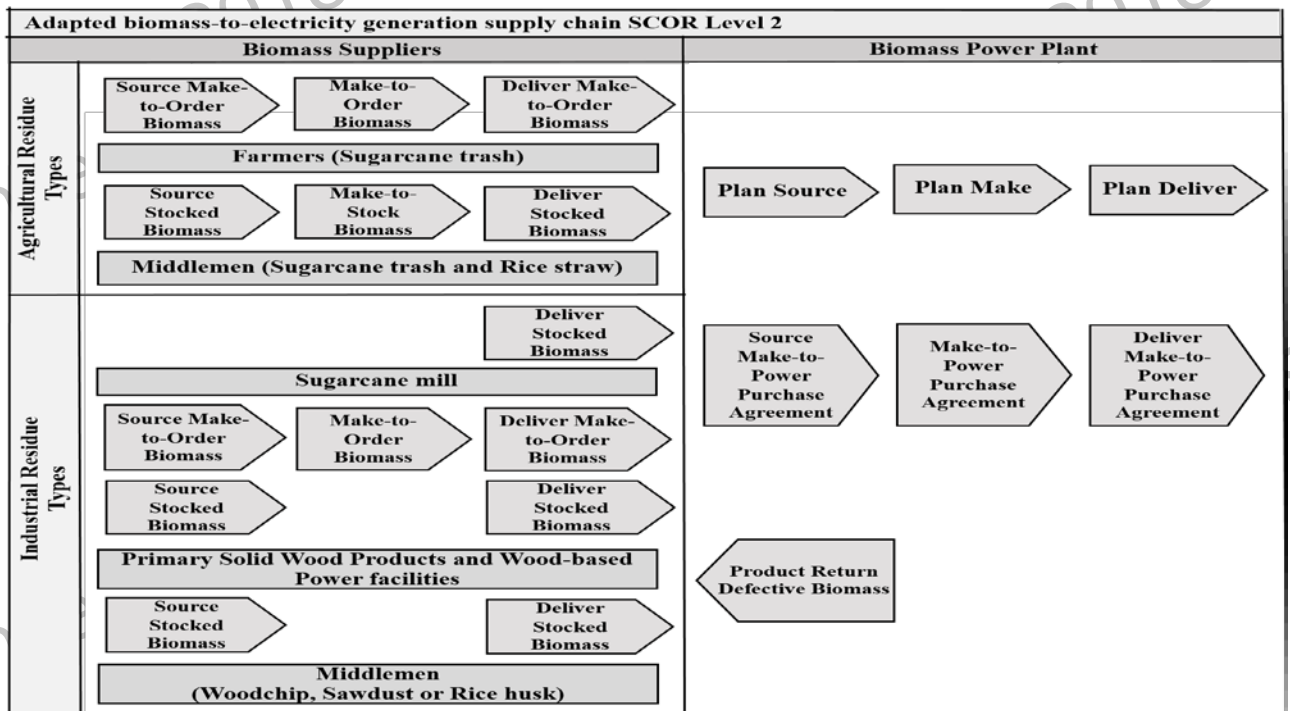 Adapted biomass-to-electricity generation supply chain SCOR Level 2
Biomass Suppliers
Biomass Power Plant
Agricultural Residue
Types
Source Make-
to-Order
Biomass
Make-to-
Order
Biomass
Deliver Make-
to-Order
Biomass
Farmers (Sugarcane trash)
Source
Stocked
Biomass
Make-to-
Stock
Biomass
Deliver
Stocked
Biomass
Middlemen (Sugarcane trash and Rice straw)
Plan Source
Plan Make
Plan Deliver
Industrial Residue
Types
Deliver
Stocked
Biomass
Sugarcane mill
Source Make-
to-Order
Biomass
Make-to-
Order
Biomass
Deliver Make-
to-Order
Biomass
Source
Stocked
Biomass
Deliver
Stocked
Biomass
Primary Solid Wood Products and Wood-based
Power facilities
Source
Stocked
Biomass
Deliver
Stocked
Biomass
Middlemen
(Woodchip, Sawdust or Rice husk)
Source
Make-to-
Power
Purchase
Agreement
Make-to-
Power
Purchase
Agreement
Deliver
Make-to-
Power
Purchase
Agreement
Product Return
Defective Biomass